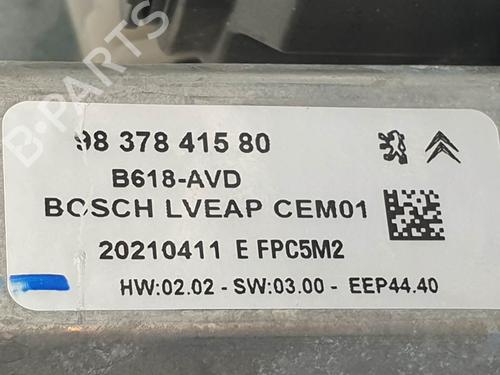 B-PARTS
98 378 415 80
B618-AVD
BOSCH LVEAP CEM01
20210411 E FPC5M2
HW:02.02 - SW:03.00 - EEP44.40